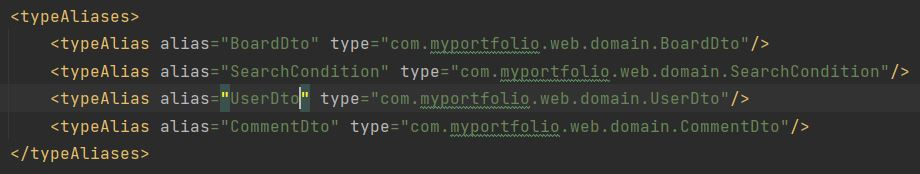 <typeAliases>
    <typeAlias alias="BoardDto" type="com.myportfolio.web.domain.BoardDto"/>
    <typeAlias alias="SearchCondition" type="com.myportfolio.web.domain.SearchCondition"/>
    <typeAlias alias="UserDto" type="com.myportfolio.web.domain.UserDto"/>
    <typeAlias alias="CommentDto" type="com.myportfolio.web.domain.CommentDto"/>
</typeAliases>